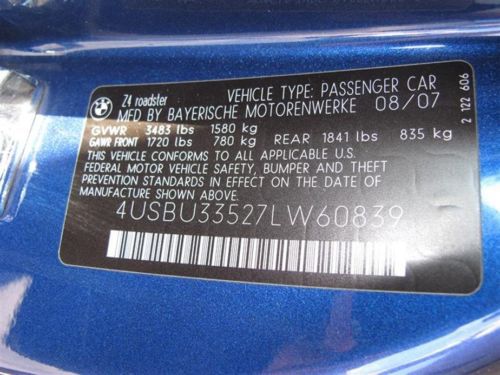 Z4 roadster VEHICLE TYPE: PASSENGER CAR
MFD BY BAYERISCHE MOTORENWERKE 08/07
GVWR 3483 lbs 1580 kg
GAWR FRONT 1720 lbs 780 kg REAR 1841 lbs 835 kg
THIS VEHICLE CONFORMS TO ALL APPLICABLE U.S.
FEDERAL MOTOR VEHICLE SAFETY, BUMPER AND THEFT
PREVENTION STANDARDS IN EFFECT ON THE DATE OF
MANUFACTURE SHOWN ABOVE.
4USBU33527LW60839
2 122 606